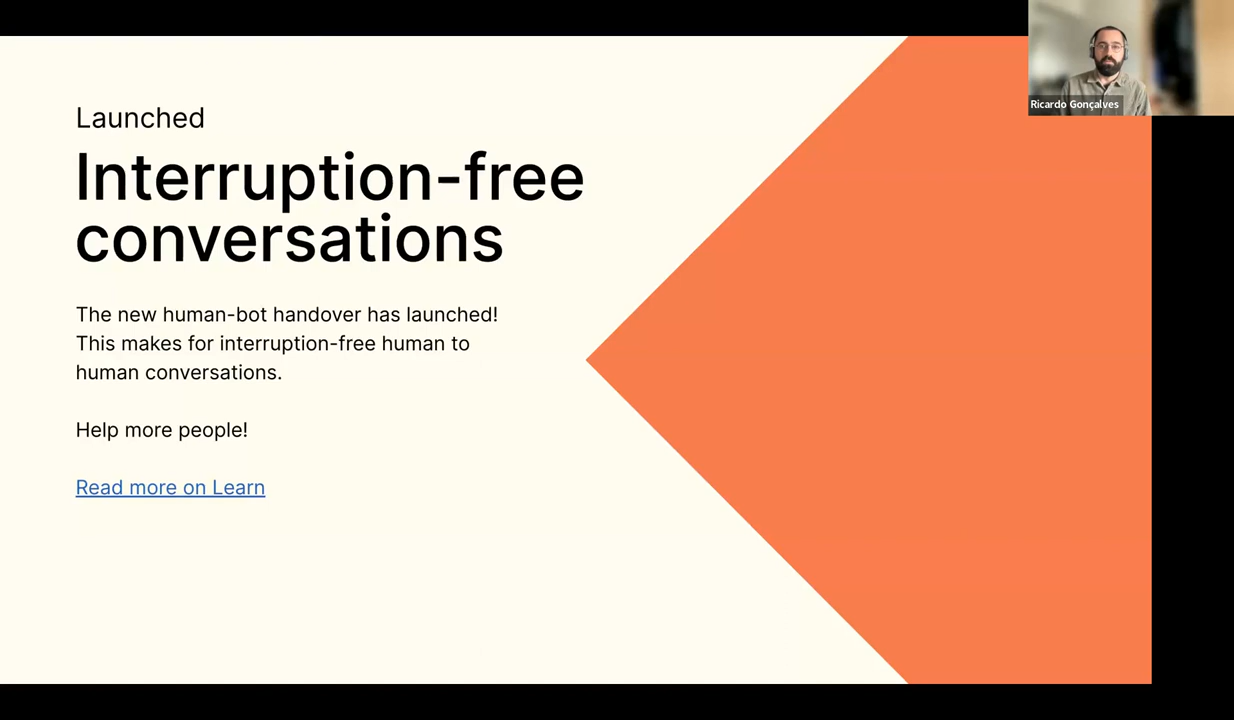 Launched
Interruption-free
conversations
The new human-bot handover has launched!
This makes for interruption-free human to
human conversations.
Help more people!
Read more on Learn
Ricardo Gonçalves